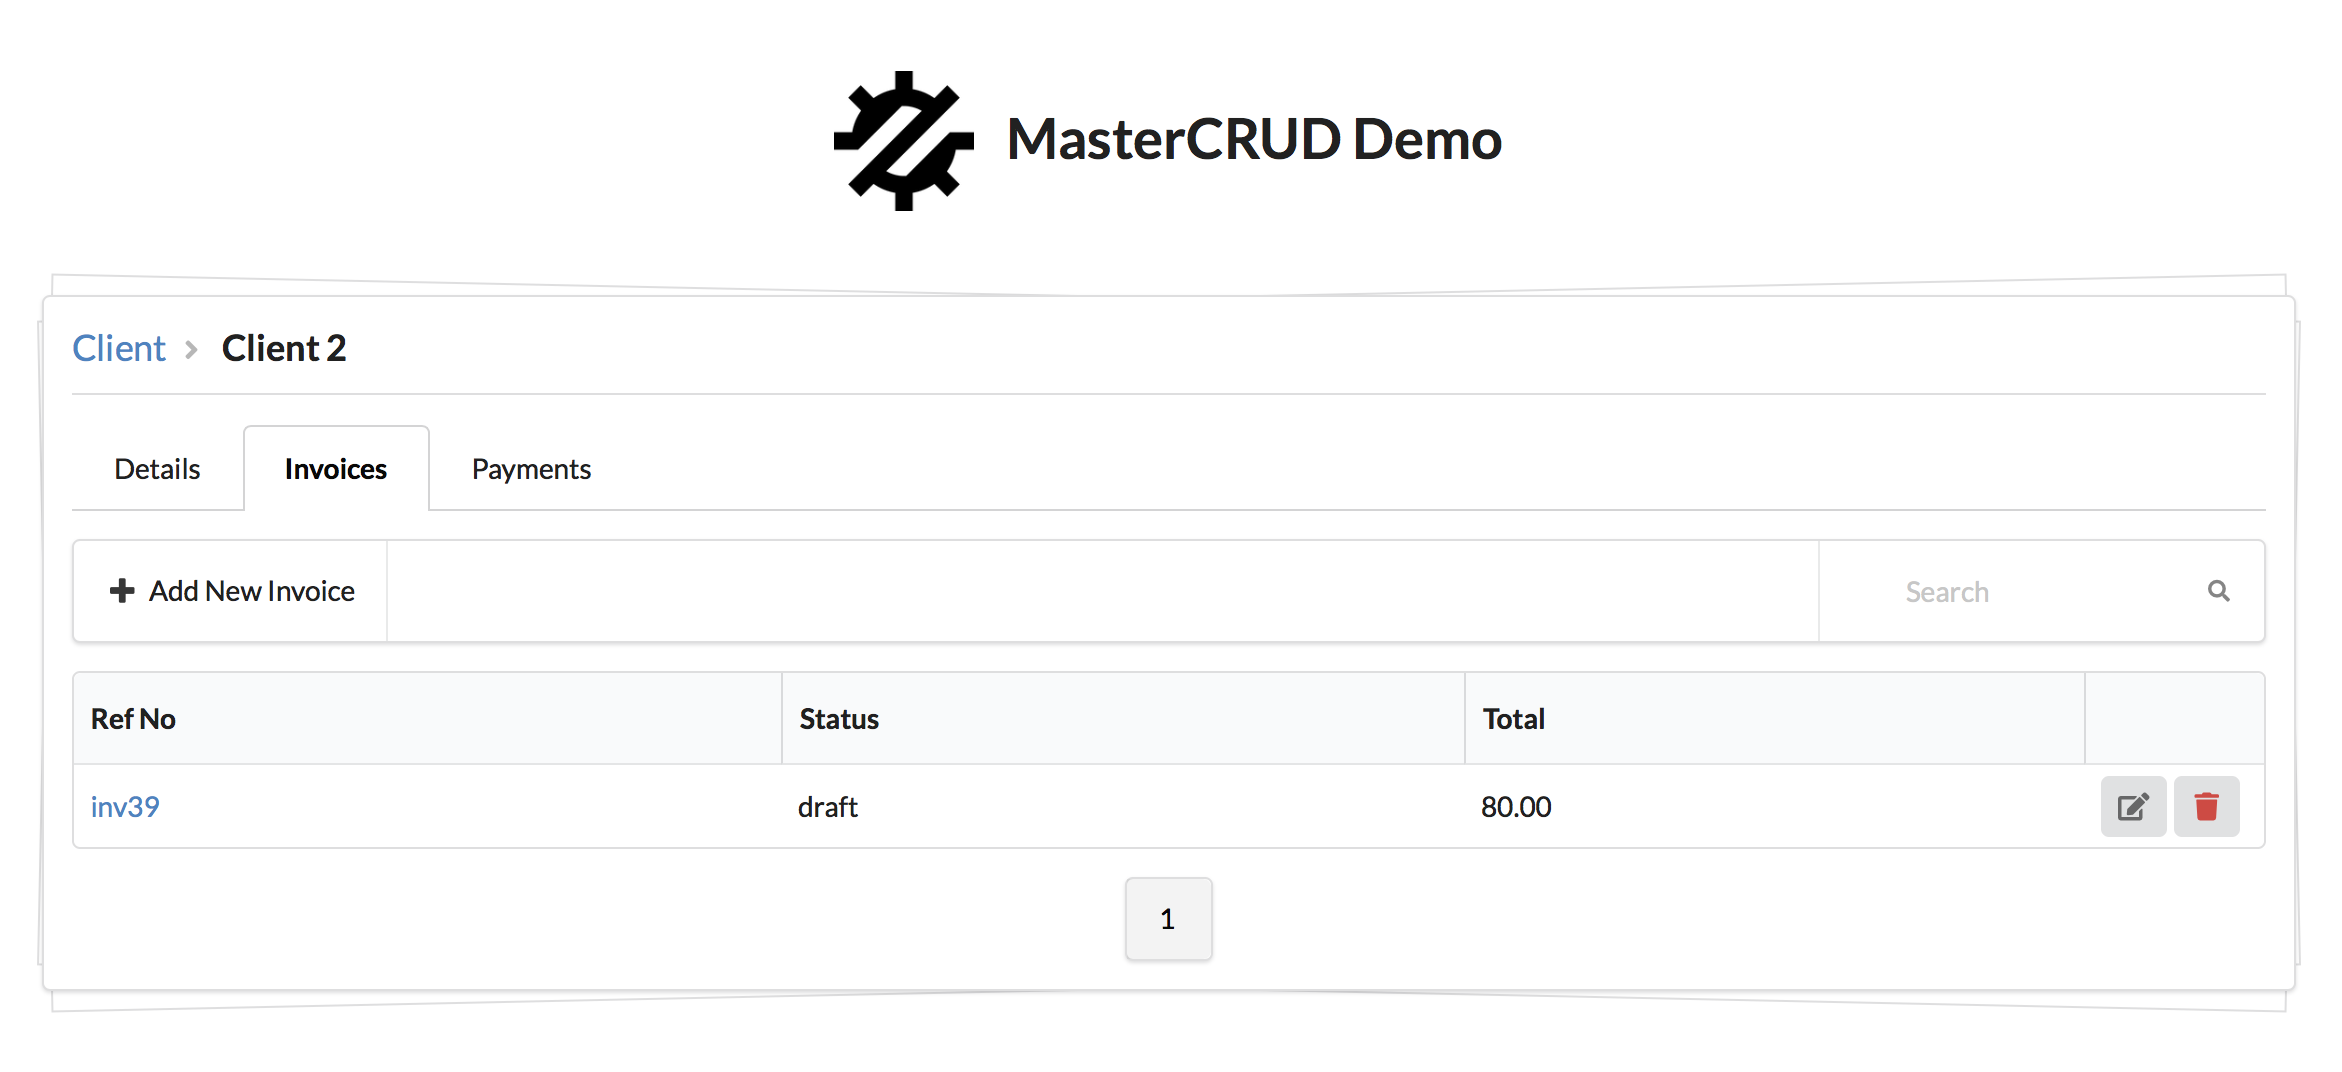 MasterCRUD Demo
Client Client 2
Details Invoices Payments
Add New Invoice Search
Ref No Status Total
inv39 draft 80.00
1